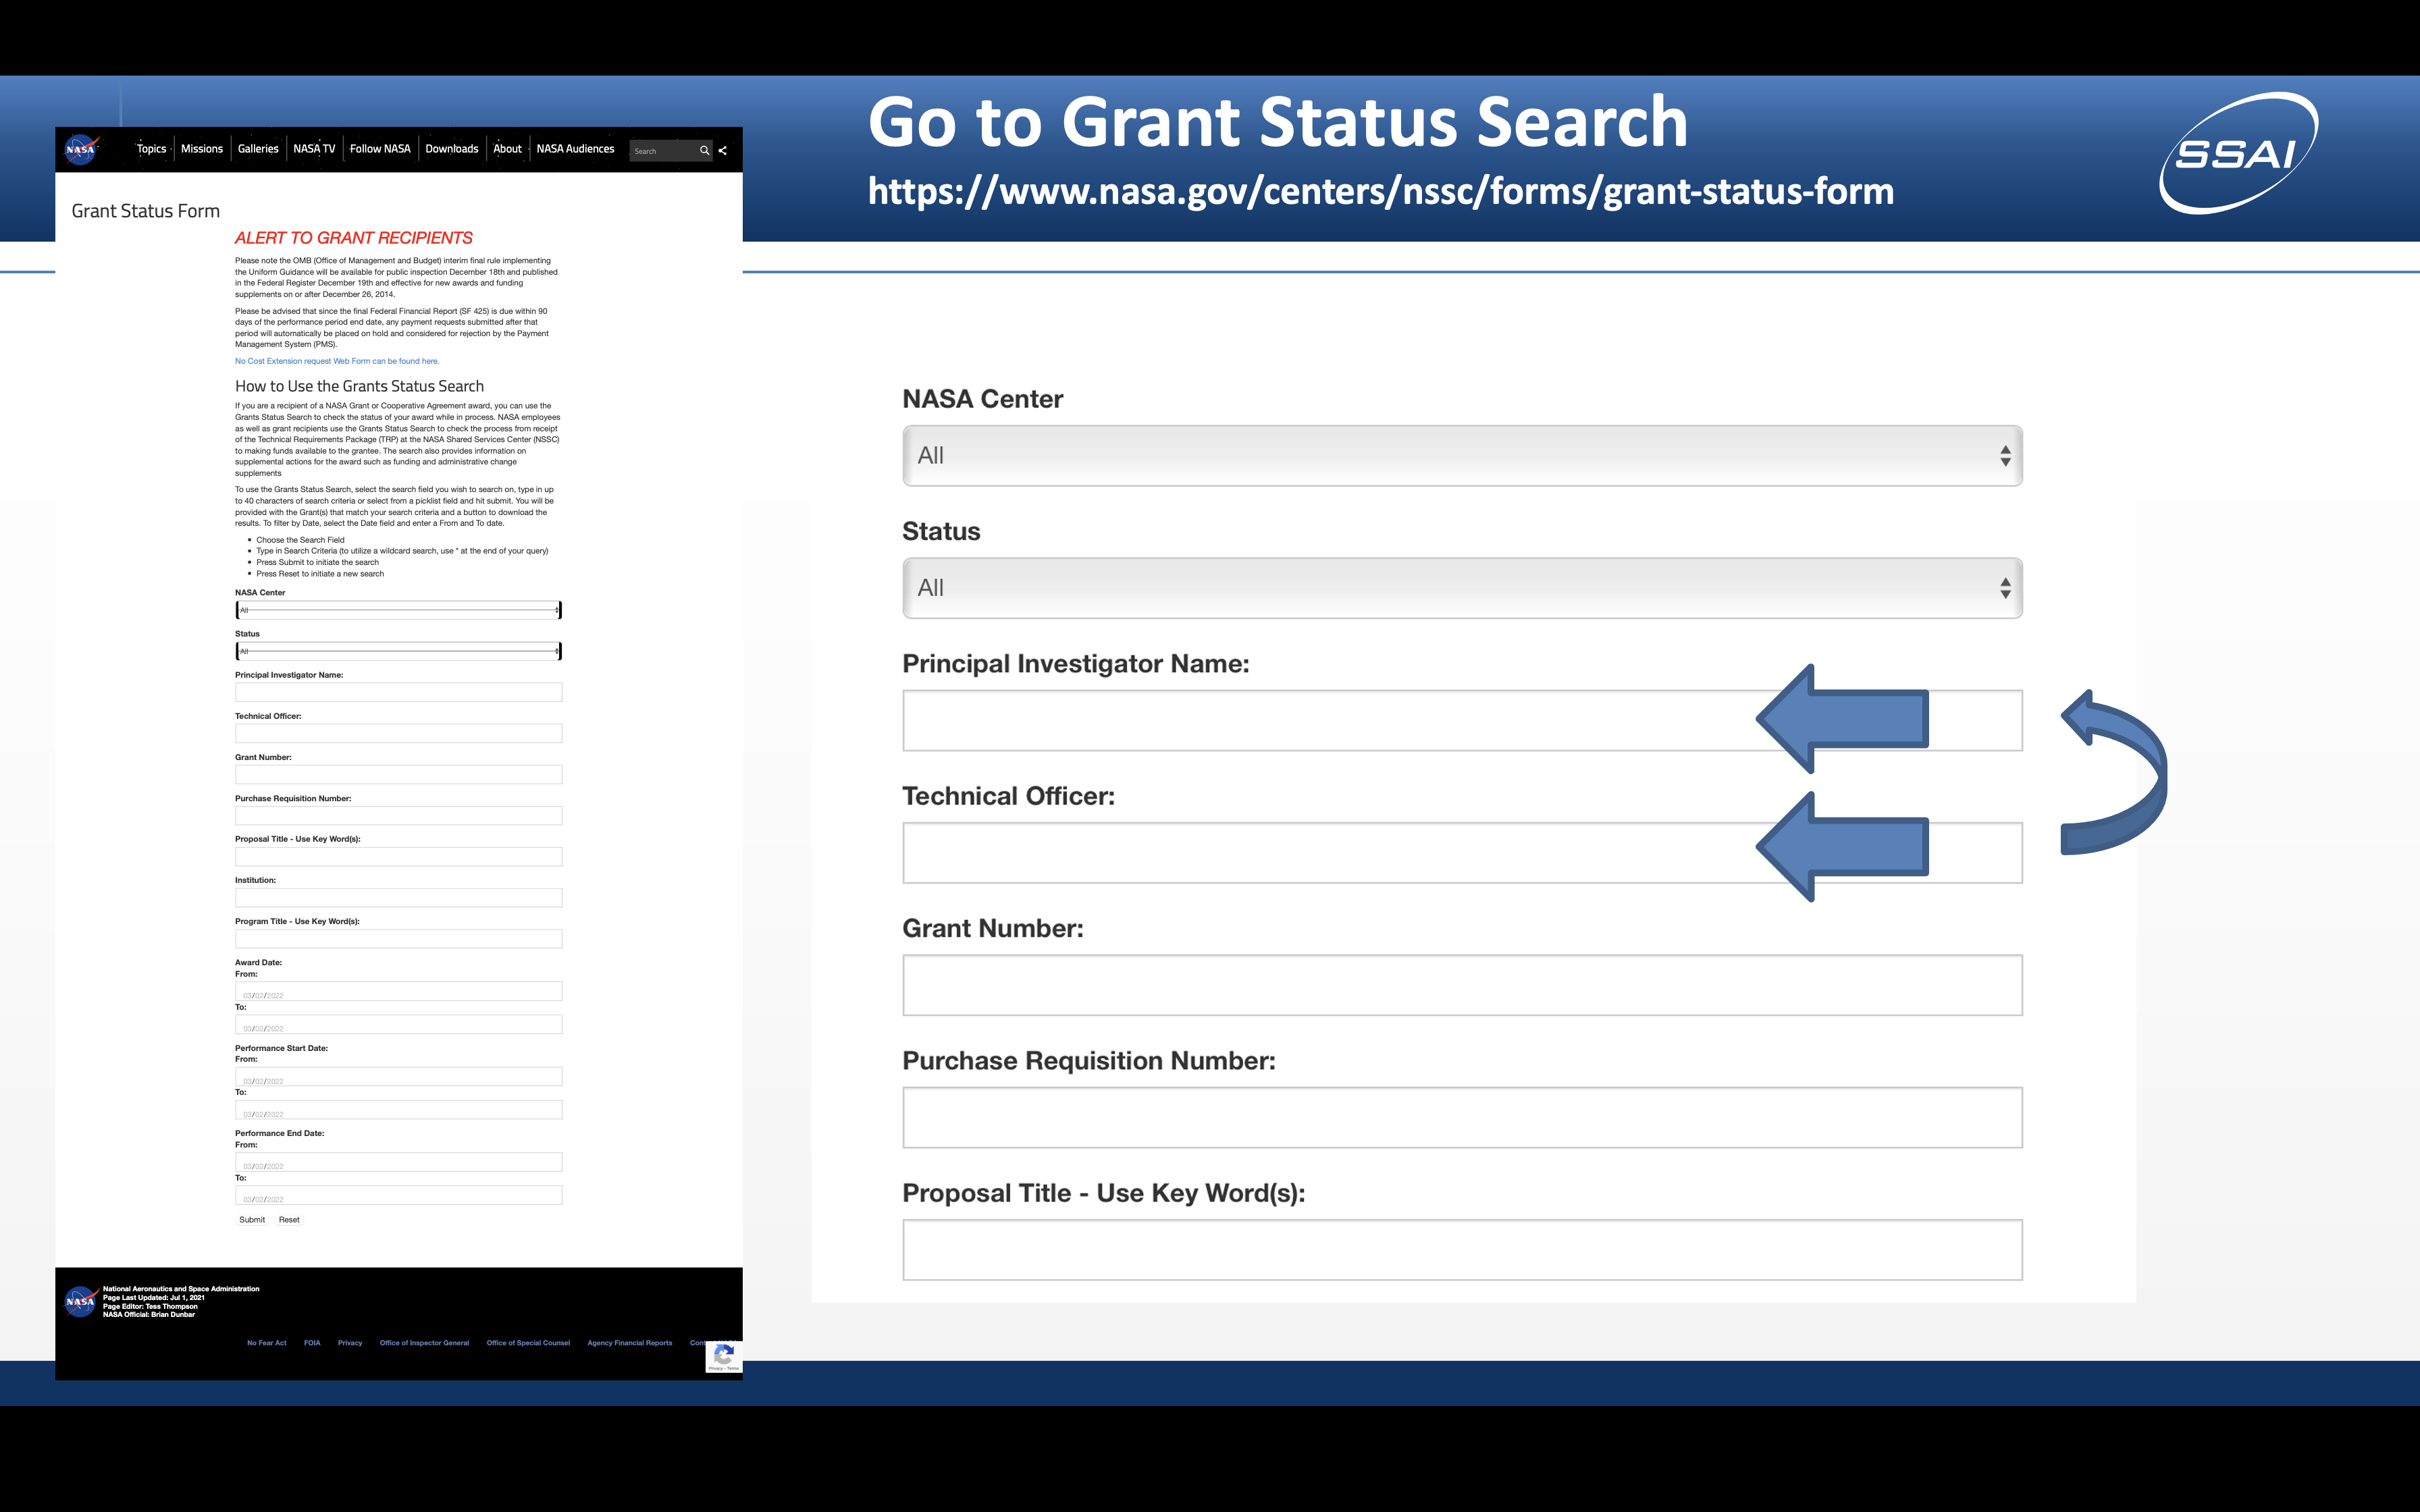 Go to Grant Status Search
https://www.nasa.gov/centers/nssc/forms/grant-status-form
SSAI
NASA
Topics
Missions
Galleries
NASA TV
Follow NASA
Downloads
About
NASA Audiences
Search
Grant Status Form
ALERT TO GRANT RECIPIENTS
Please note the OMB (Office of Management and Budget) interim final rule implementing
the Uniform Guidance will be available for public inspection December 18th and published
in the Federal Register December 19th and effective for new awards and funding
supplements on or after December 26, 2014.
Please be advised that since the final Federal Financial Report (SF 425) is due within 90
days of the performance period end date, any payment requests submitted after that
period will automatically be placed on hold and considered for rejection by the Payment
Management System (PMS).
No Cost Extension request Web Form can be found here.
How to Use the Grants Status Search
If you are a recipient of a NASA Grant or Cooperative Agreement award, you can use the
Grants Status Search to check the status of your award while in process. NASA employees
as well as grant recipients use the Grants Status Search to check the process from receipt
of the Technical Requirements Package (TRP) at the NASA Shared Services Center (NSSC)
to making funds available to the grantee. The search also provides information on
supplemental actions for the award such as funding and administrative change
supplements
To use the Grants Status Search, select the search field you wish to search on, type in up
to 40 characters of search criteria or select from a picklist field and hit submit. You will be
provided with the Grant(s) that match your search criteria and a button to download the
results. To filter by Date, select the Date field and enter a From and To date.
• Choose the Search Field
• Type in Search Criteria (to utilize a wildcard search, use * at the end of your query)
• Press Submit to initiate the search
• Press Reset to initiate a new search
NASA Center
All
Status
All
Principal Investigator Name:
Technical Officer:
Grant Number:
Purchase Requisition Number:
Proposal Title - Use Key Word(s):
Institution:
Program Title - Use Key Word(s):
Award Date:
From:
03/02/2022
To:
03/02/2022
Performance Start Date:
From:
03/02/2022
To:
03/02/2022
Performance End Date:
From:
03/02/2022
To:
03/02/2022
Submit Reset
NASA
National Aeronautics and Space Administration
Page Last Updated: Jul 1, 2021
Page Editor: Tess Thompson
NASA Official: Brian Dunbar
No Fear Act
FOIA
Privacy
Office of Inspector General
Office of Special Counsel
Agency Financial Reports
Privacy - Terms
NASA Center
All
Status
All
Principal Investigator Name:
Technical Officer:
Grant Number:
Purchase Requisition Number:
Proposal Title - Use Key Word(s):